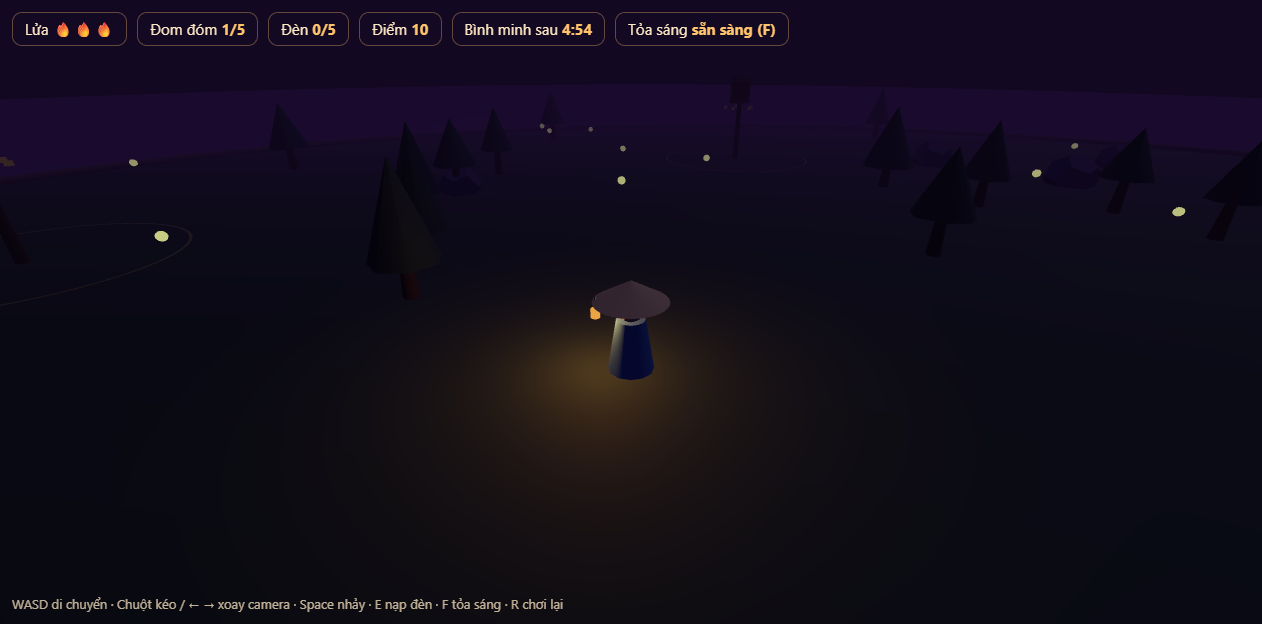 Lửa 🔥 🔥 🔥 Đom đóm 1/5 Đèn 0/5 Điểm 10 Bình minh sau 4:54 Tỏa sáng sẵn sàng (F)
WASD di chuyển · Chuột kéo / ← → xoay camera · Space nhảy · E nạp đèn · F tỏa sáng · R chơi lại